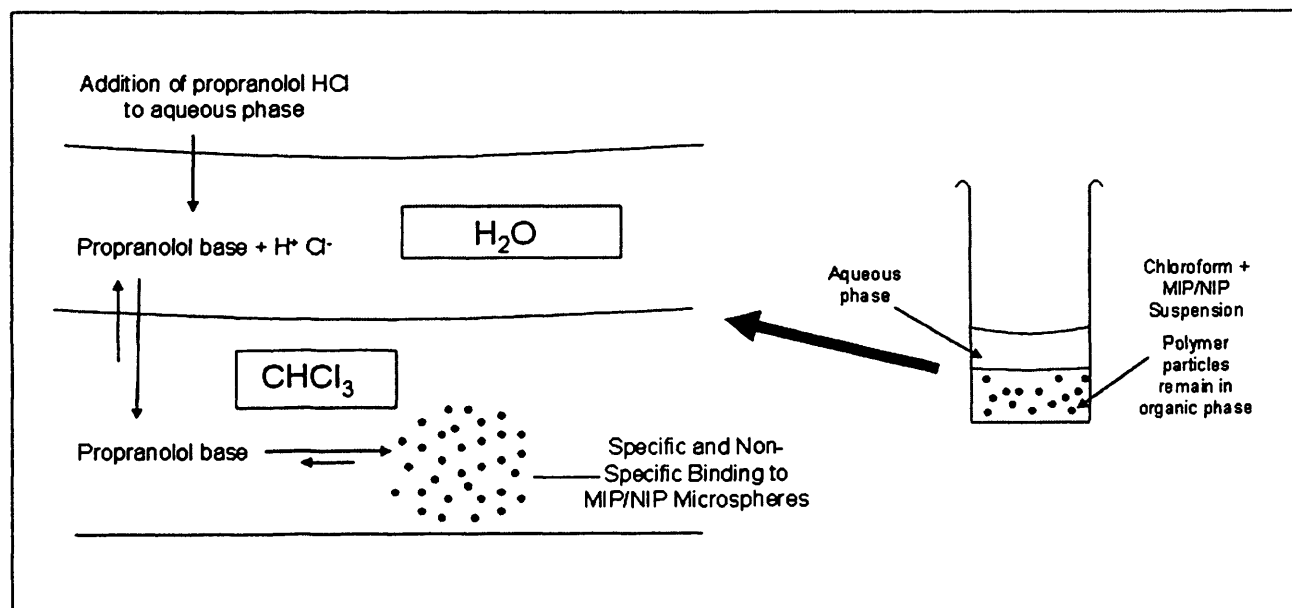 Addition of propranolol HCl
to aqueous phase
Propranolol base + H⁺ Cl⁻
H₂O
CHCl₃
Propranolol base
Specific and Non-
Specific Binding to
MIP/NIP Microspheres
Aqueous
phase
Chloroform +
MIP/NIP
Suspension
Polymer
particles
remain in
organic phase